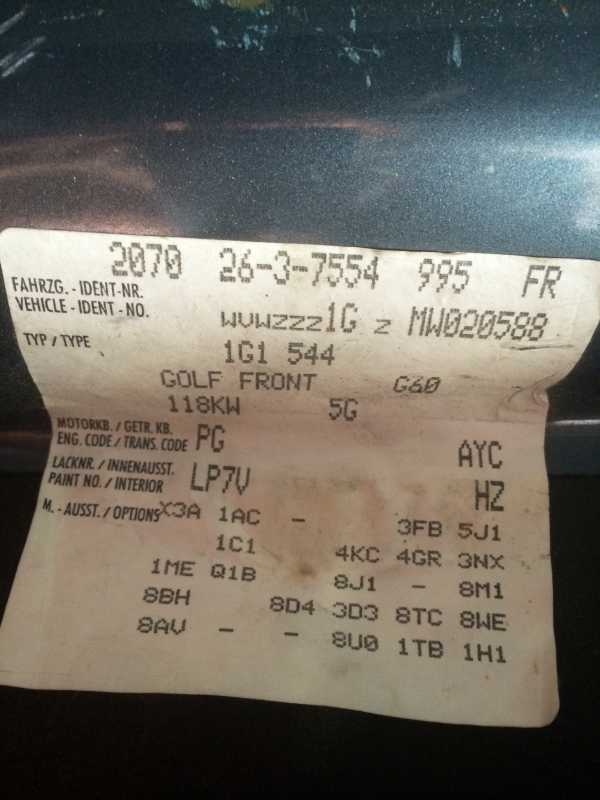 2070 26-3-7554 995 FR
FAHRZG. - IDENT-NR.
VEHICLE - IDENT - NO. WVWZZZ1G Z MW020588
TYP / TYPE 1G1 544
GOLF FRONT G60
118KW 5G
MOTORKB. / GETR. KB.
ENG. CODE / TRANS. CODE PG AYC
LACKNR. / INNENAUSST.
PAINT NO. / INTERIOR LP7V HZ
M. - AUSST. / OPTIONS X3A 1AC - 3FB 5J1
1C1 4KC 4GR 3NX
1ME Q1B 8J1 - 8M1
8BH 8D4 3D3 8TC 8WE
8AV - - 8U0 1TB 1H1